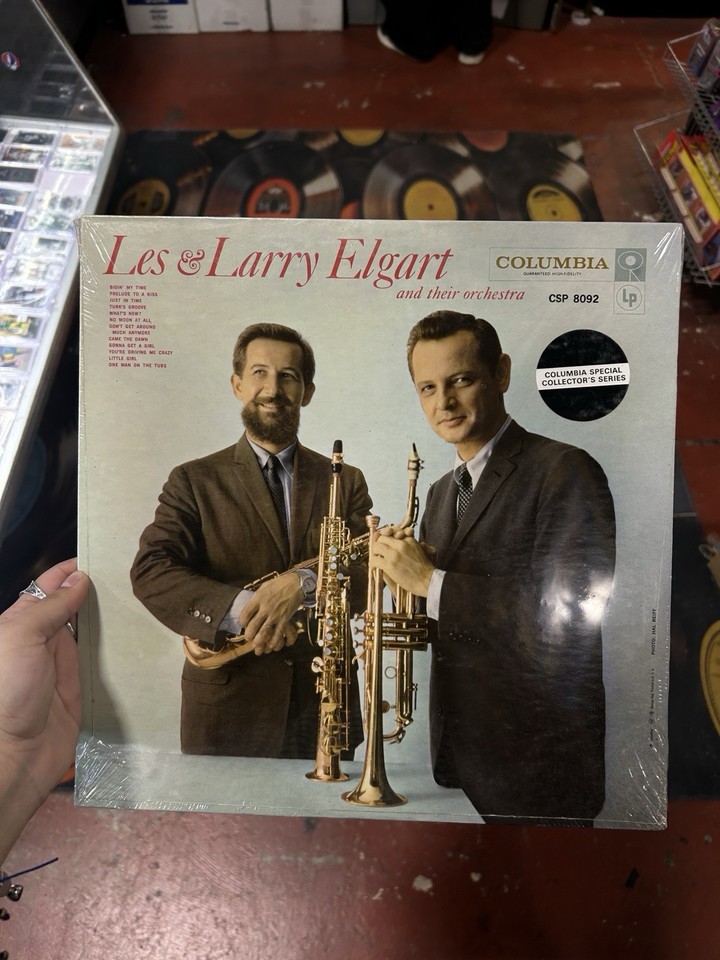 Les & Larry Elgart
and their orchestra
COLUMBIA
GUARANTEED HIGH-FIDELITY
Lp
CSP 8092
BIDIN' MY TIME
PRELUDE TO A KISS
JUST IN TIME
TURK'S GROOVE
WHAT'S NEW?
NO MOON AT ALL
DON'T GET AROUND
MUCH ANYMORE
CAME THE DAWN
GONNA GET A GIRL
YOU'RE DRIVING ME CRAZY
LITTLE GIRL
ONE MAN ON THE TUBS
COLUMBIA SPECIAL
COLLECTOR'S SERIES
PHOTO: HAL REIFF